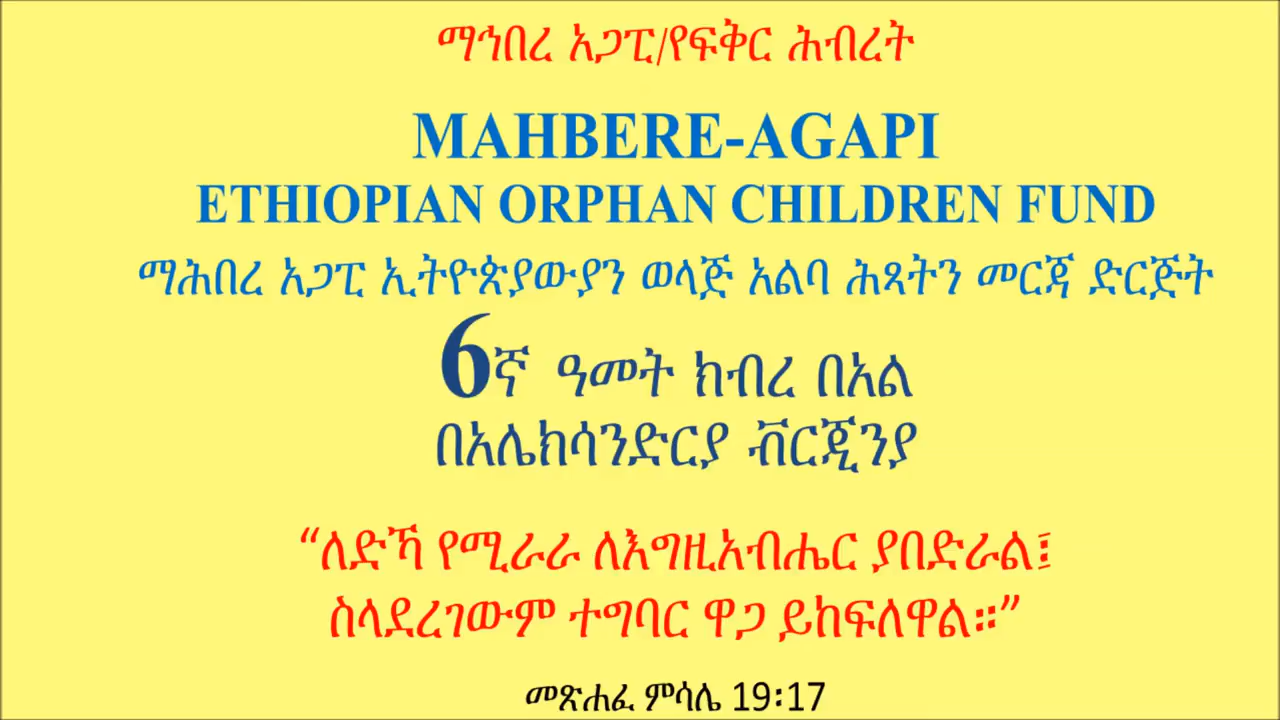 ማኅበረ አጋፒ/የፍቅር ሕብረት
MAHBERE-AGAPI
ETHIOPIAN ORPHAN CHILDREN FUND
ማሕበረ አጋፒ ኢትዮጵያውያን ወላጅ አልባ ሕጻትን መርጃ ድርጅት
6ኛ ዓመት ክብረ በአል
በአሌክሳንድርያ ቭርጂንያ
“ለድኻ የሚራራ ለእግዚአብሔር ያበድራል፤
ስላደረገውም ተግባር ዋጋ ይከፍለዋል።”
መጽሐፈ ምሳሌ 19፡17